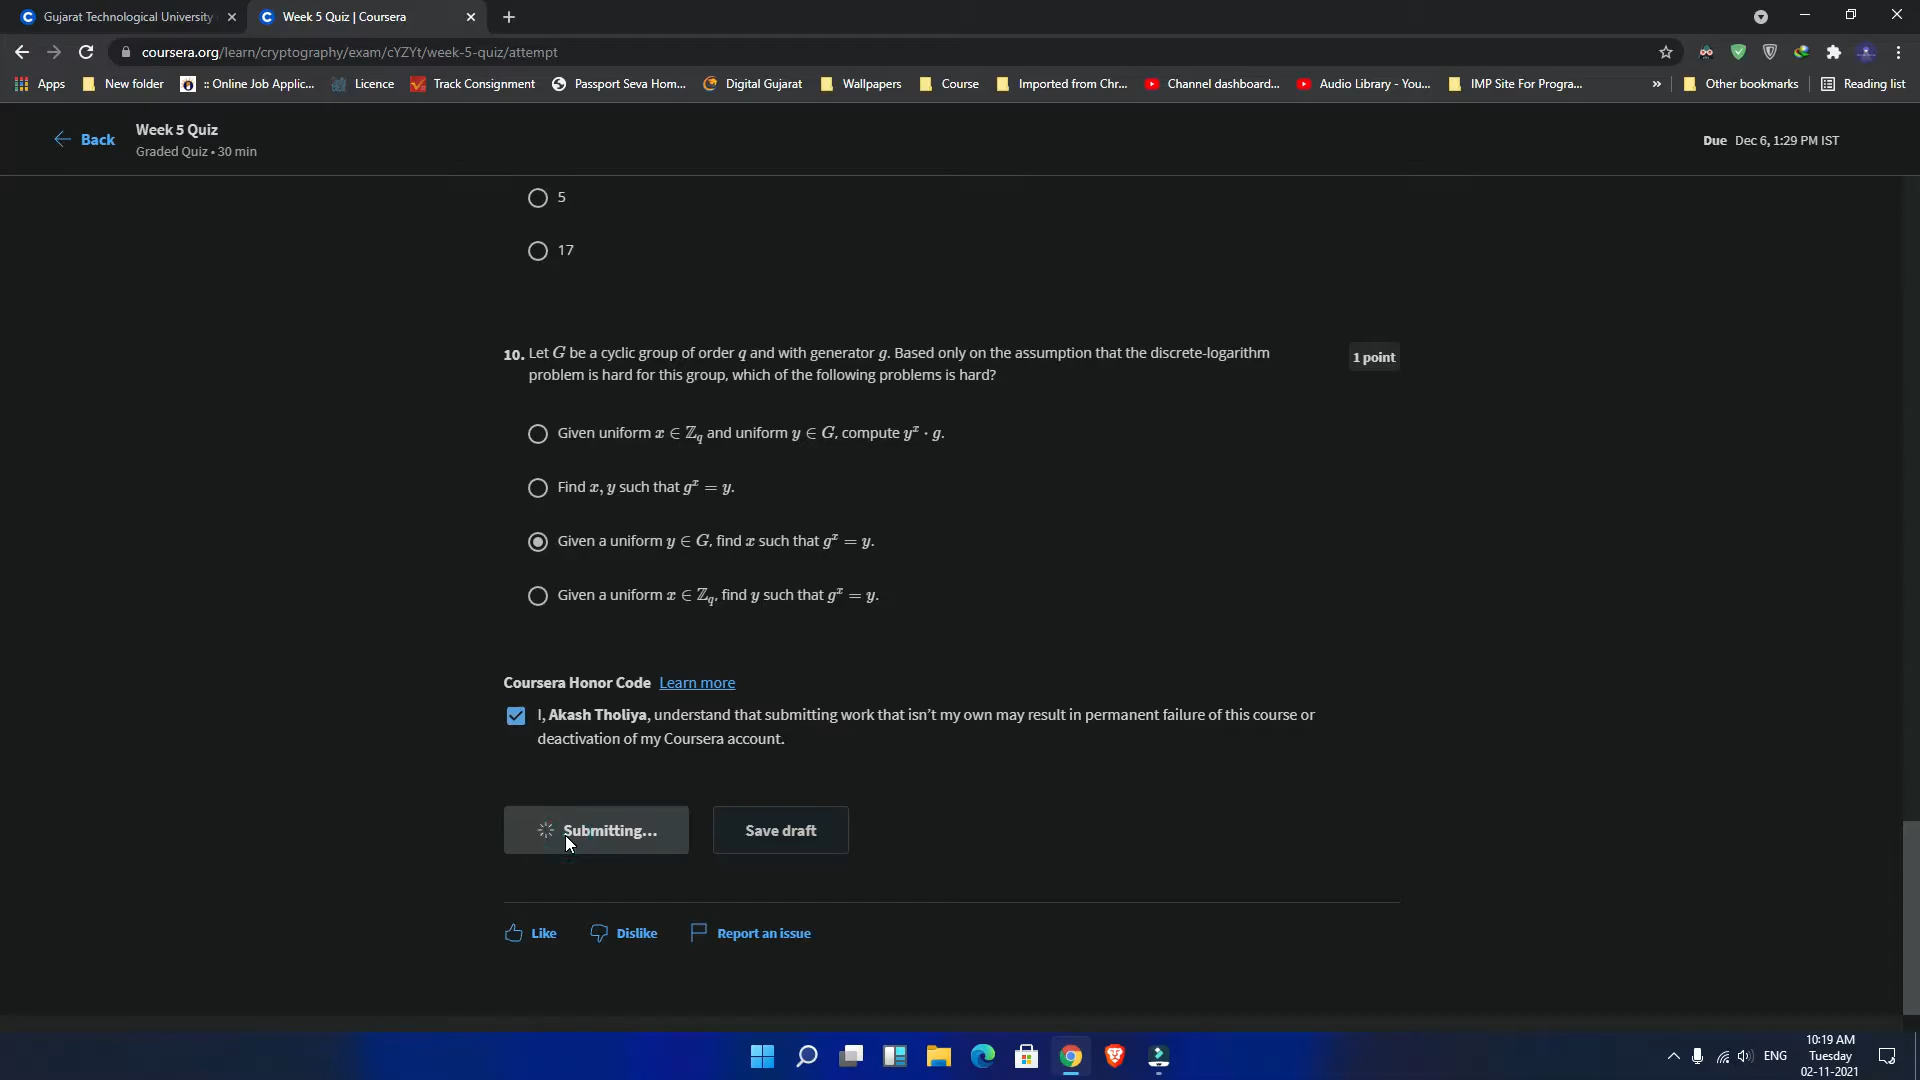 Gujarat Technological University
Week 5 Quiz | Coursera
coursera.org/learn/cryptography/exam/cYZYt/week-5-quiz/attempt
Apps
New folder
:: Online Job Applic...
Licence
Track Consignment
Passport Seva Hom...
Digital Gujarat
Wallpapers
Course
Imported from Chr...
Channel dashboard...
Audio Library - You...
IMP Site For Progra...
»
Other bookmarks
Reading list
Back
Week 5 Quiz
Graded Quiz • 30 min
Due Dec 6, 1:29 PM IST
5
17
10. Let G be a cyclic group of order q and with generator g. Based only on the assumption that the discrete-logarithm
problem is hard for this group, which of the following problems is hard?
1 point
Given uniform x ∈ ℤ_q and uniform y ∈ G, compute y^x · g.
Find x, y such that g^x = y.
Given a uniform y ∈ G, find x such that g^x = y.
Given a uniform x ∈ ℤ_q, find y such that g^x = y.
Coursera Honor Code Learn more
I, Akash Tholiya, understand that submitting work that isn't my own may result in permanent failure of this course or
deactivation of my Coursera account.
Submitting...
Save draft
Like
Dislike
Report an issue
ENG
10:19 AM
Tuesday
02-11-2021